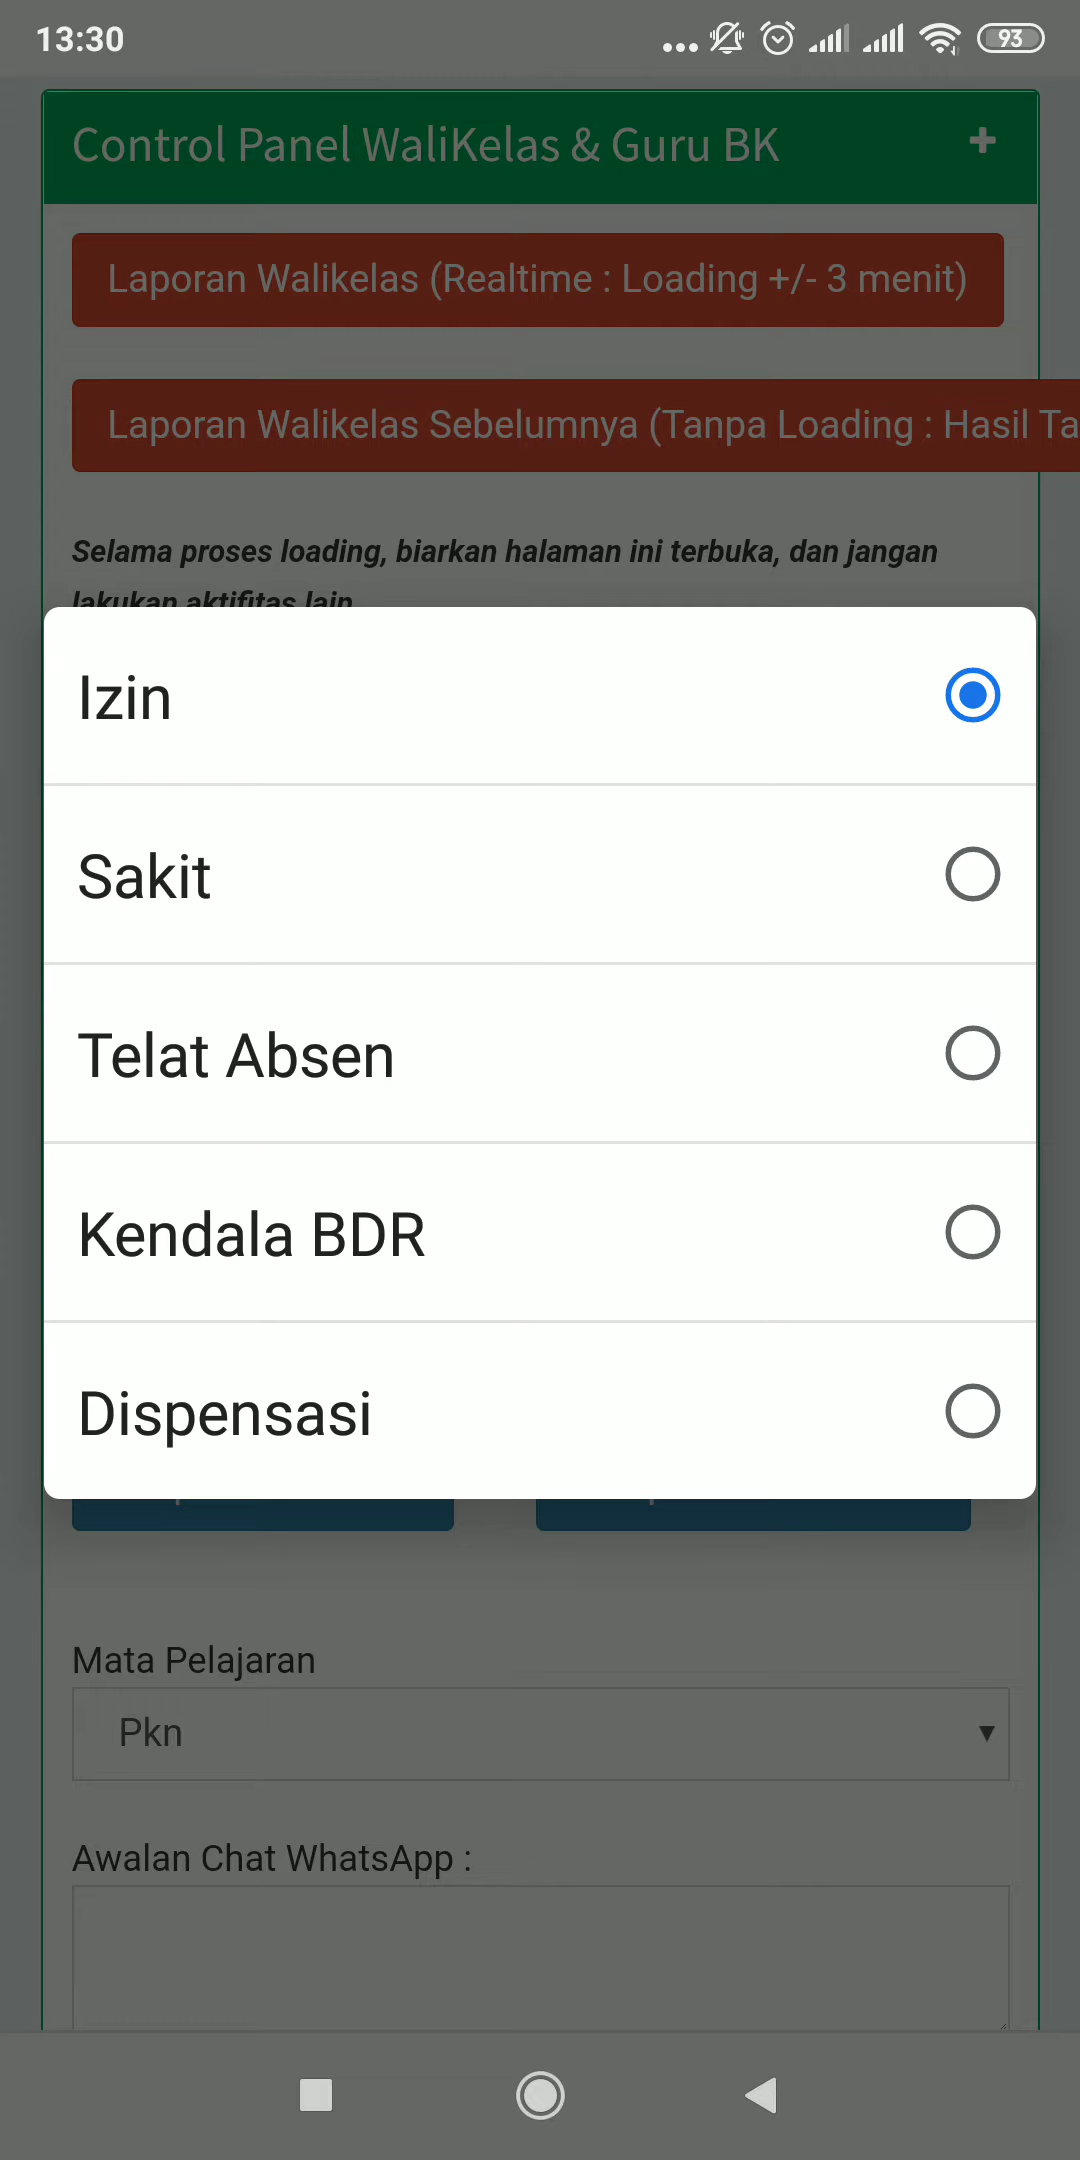 13:30
93
Control Panel WaliKelas & Guru BK
Laporan Walikelas (Realtime : Loading +/- 3 menit)
Laporan Walikelas Sebelumnya (Tanpa Loading : Hasil Ta
Selama proses loading, biarkan halaman ini terbuka, dan jangan
lakukan aktifitas lain
Izin
Sakit
Telat Absen
Kendala BDR
Dispensasi
Mata Pelajaran
Pkn
Awalan Chat WhatsApp :